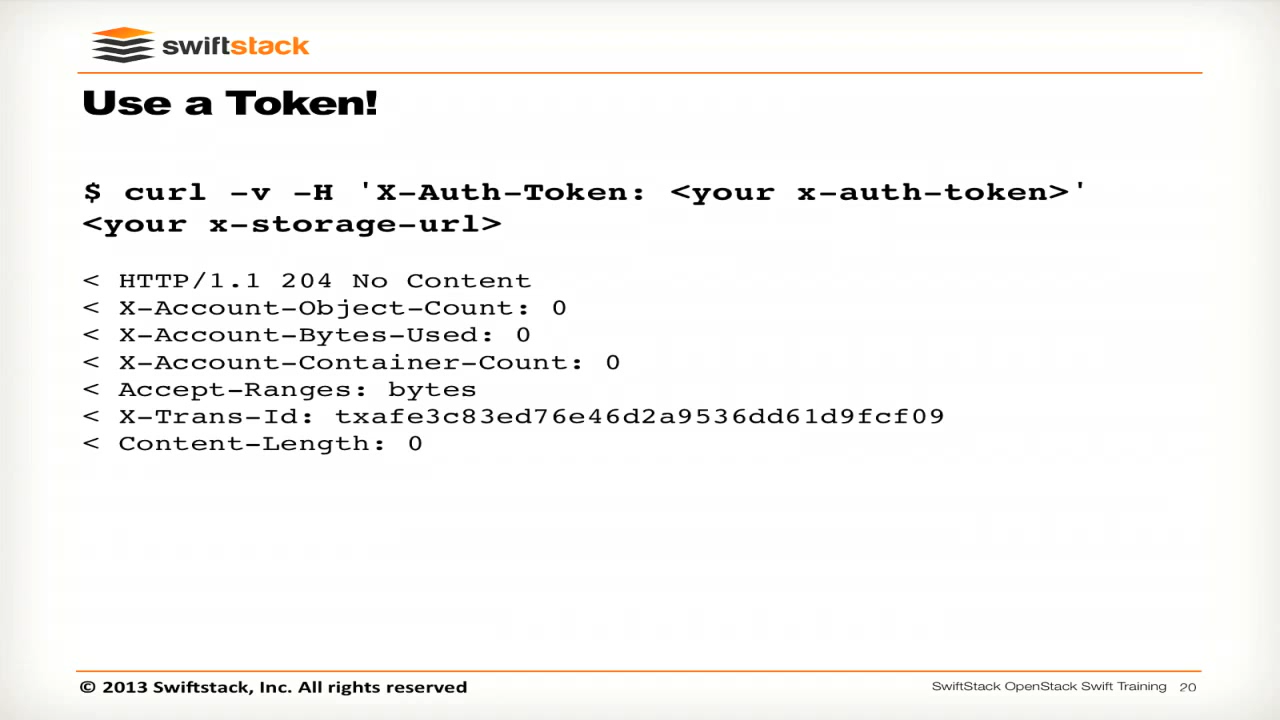 swiftstack
Use a Token!
$ curl -v -H 'X-Auth-Token: <your x-auth-token>'
<your x-storage-url>
< HTTP/1.1 204 No Content
< X-Account-Object-Count: 0
< X-Account-Bytes-Used: 0
< X-Account-Container-Count: 0
< Accept-Ranges: bytes
< X-Trans-Id: txafe3c83ed76e46d2a9536dd61d9fcf09
< Content-Length: 0
© 2013 Swiftstack, Inc. All rights reserved
SwiftStack OpenStack Swift Training 20